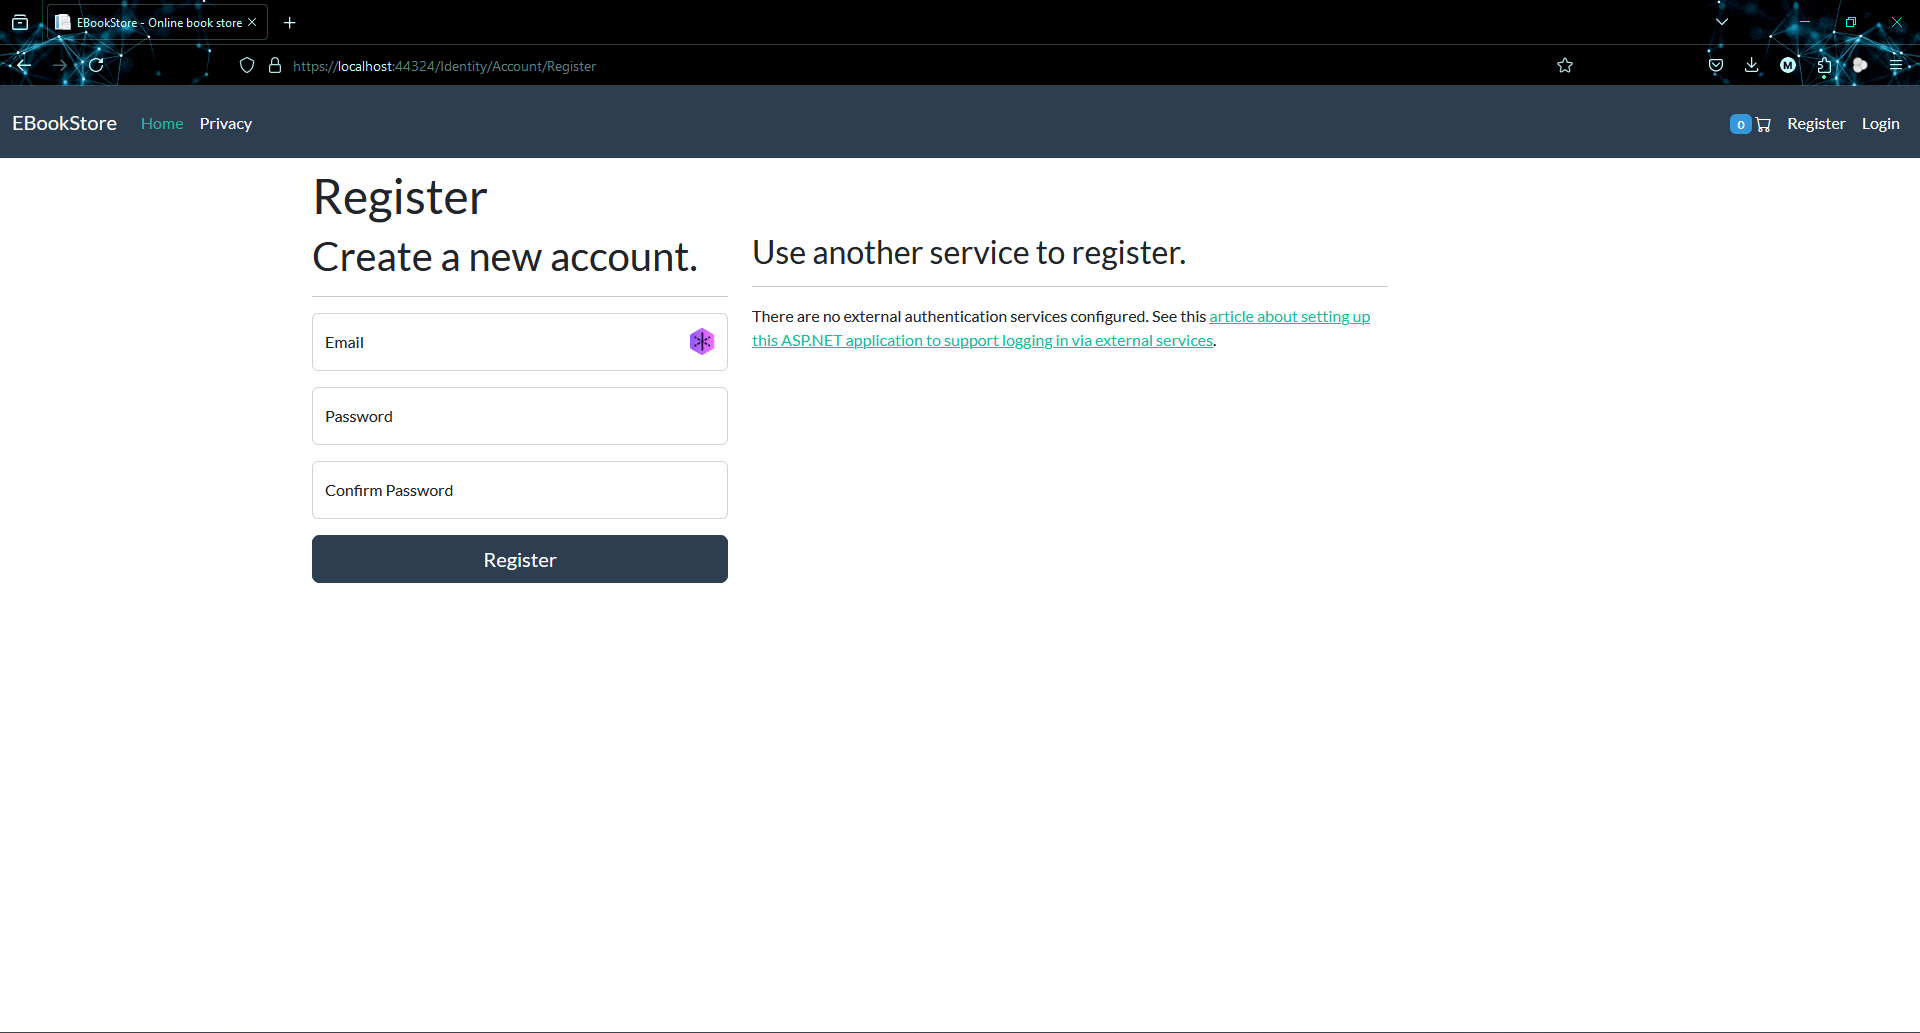 EBookStore - Online book store
https://localhost:44324/Identity/Account/Register
M
EBookStore Home Privacy 0 Register Login
Register
Create a new account.
Email
Password
Confirm Password
Register
Use another service to register.
There are no external authentication services configured. See this article about setting up
this ASP.NET application to support logging in via external services.